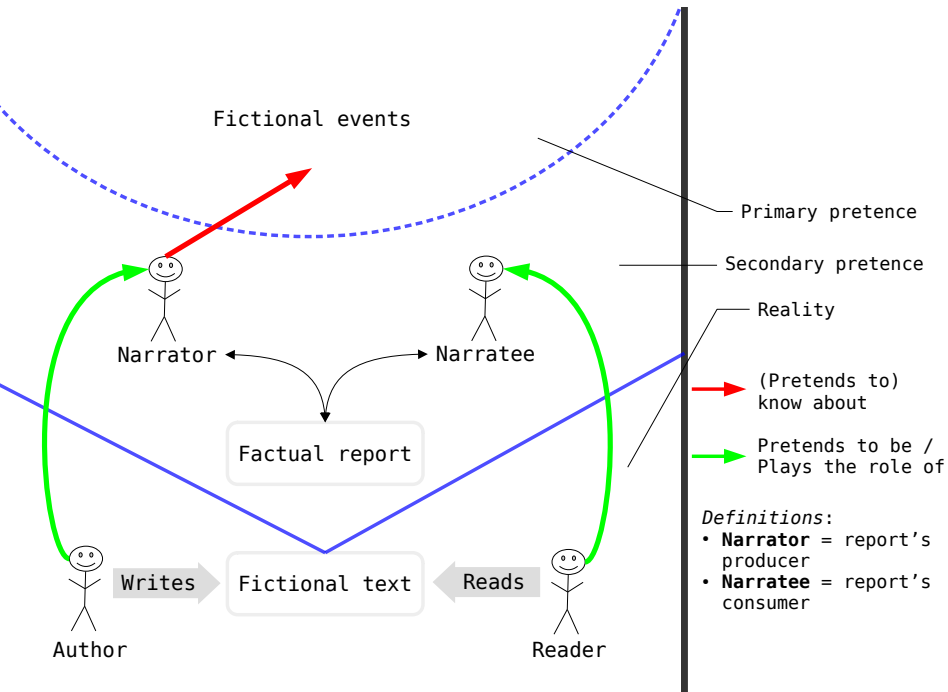 Fictional events
Primary pretence
Secondary pretence
Reality
Narrator
Narratee
(Pretends to)
know about
Factual report
Pretends to be /
Plays the role of
Definitions:
• Narrator = report’s
producer
• Narratee = report’s
consumer
Writes
Fictional text
Reads
Author
Reader